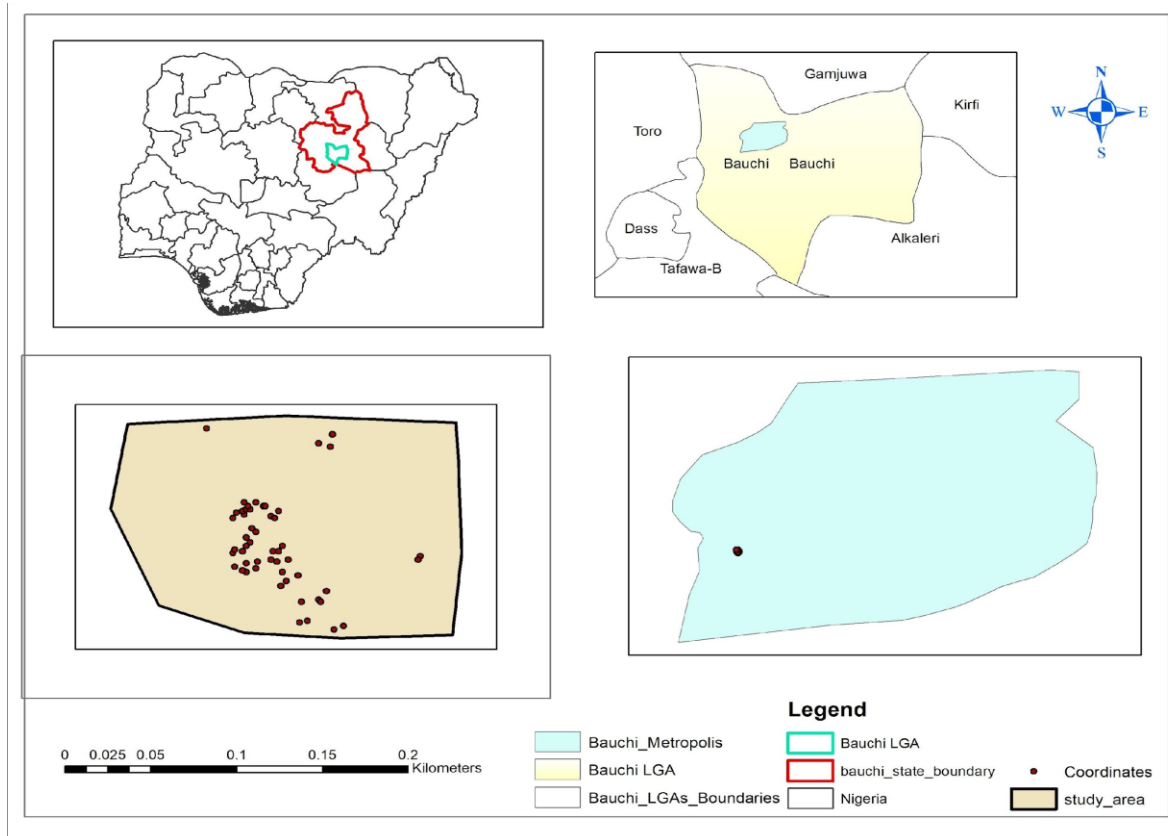 Gamjuwa
Kirfi
Toro
Bauchi Bauchi
Dass
Alkaleri
Tafawa-B
N
W E
S
Legend
Bauchi_Metropolis
Bauchi LGA
Bauchi_LGAs_Boundaries
Bauchi LGA
bauchi_state_boundary
Nigeria
Coordinates
study_area
0 0.025 0.05 0.1 0.15 0.2
Kilometers